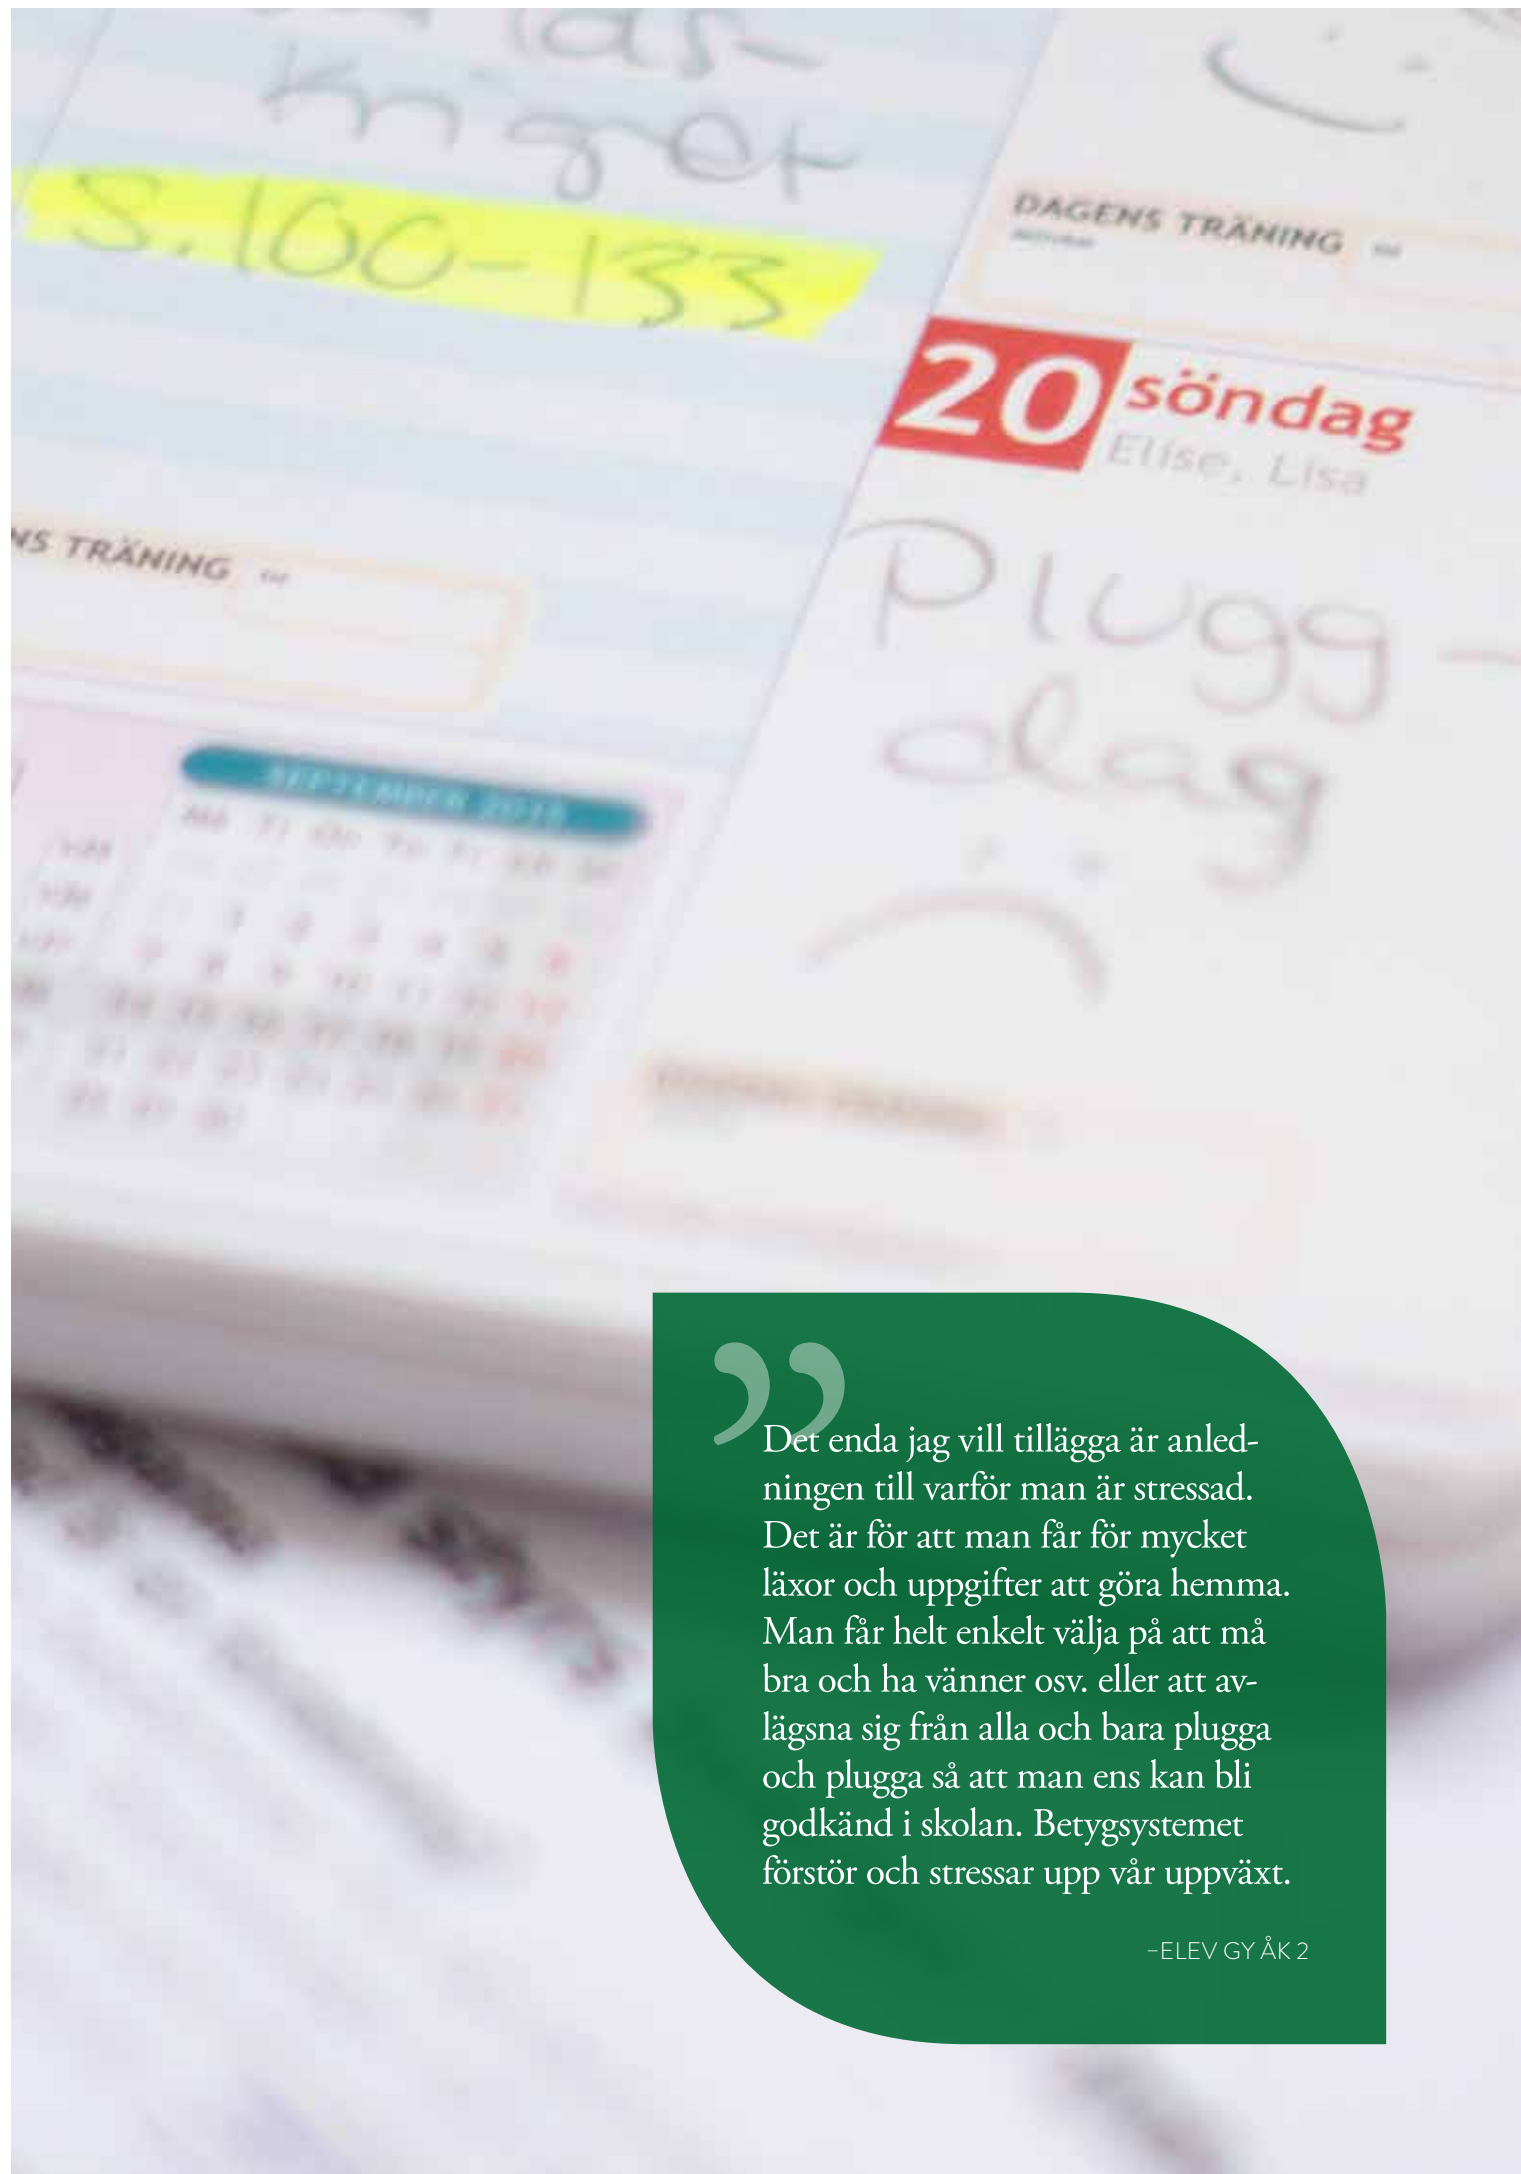 kriget
S. 100-133
DAGENS TRÄNING
20 söndag
Elise, Lisa
Plugg-
dag
NS TRÄNING
SEPTEMBER 2015
”
Det enda jag vill tillägga är anled-
ningen till varför man är stressad.
Det är för att man får för mycket
läxor och uppgifter att göra hemma.
Man får helt enkelt välja på att må
bra och ha vänner osv. eller att av-
lägsna sig från alla och bara plugga
och plugga så att man ens kan bli
godkänd i skolan. Betygsystemet
förstör och stressar upp vår uppväxt.
–ELEV GY ÅK 2